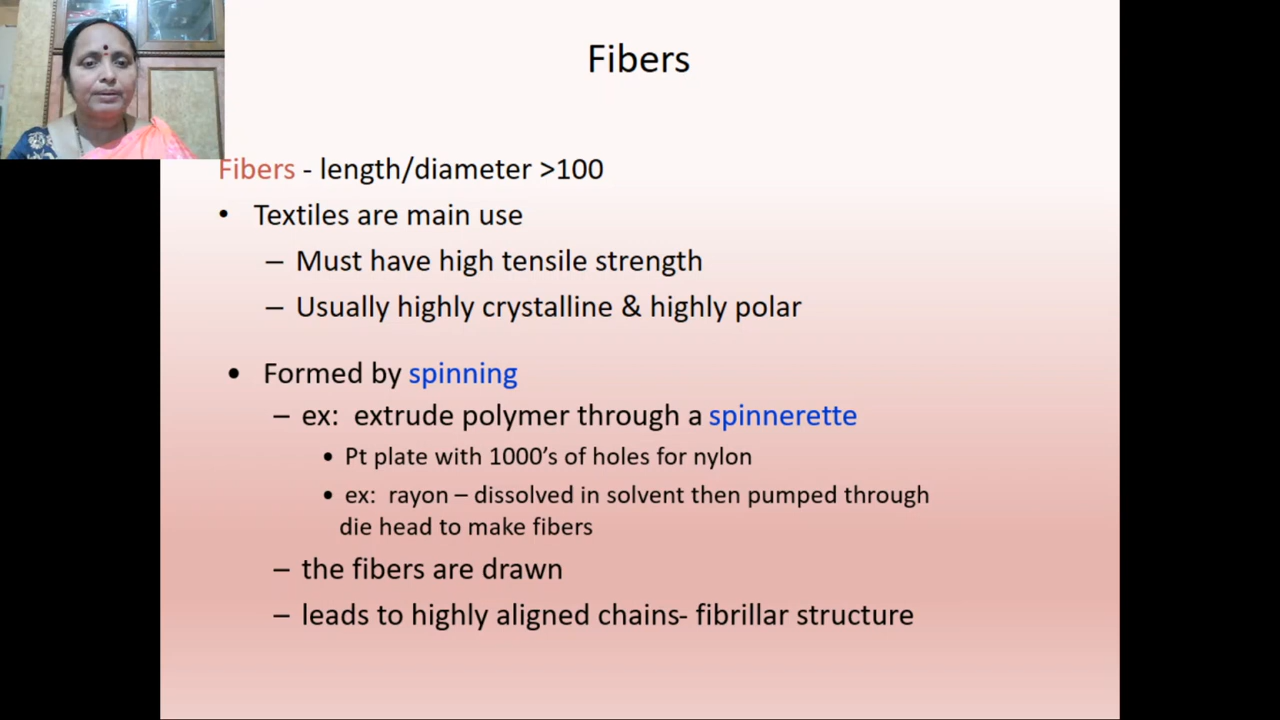 Fibers
Fibers - length/diameter >100
• Textiles are main use
– Must have high tensile strength
– Usually highly crystalline & highly polar
• Formed by spinning
– ex: extrude polymer through a spinnerette
• Pt plate with 1000’s of holes for nylon
• ex: rayon – dissolved in solvent then pumped through
die head to make fibers
– the fibers are drawn
– leads to highly aligned chains- fibrillar structure